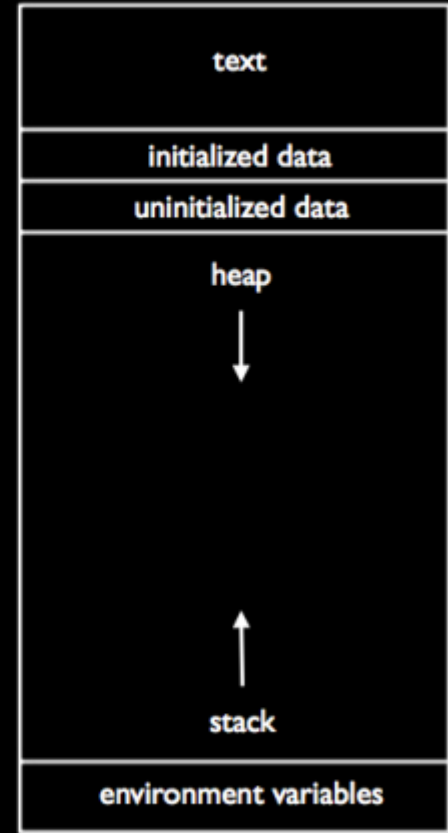 text
initialized data
uninitialized data
heap
stack
environment variables